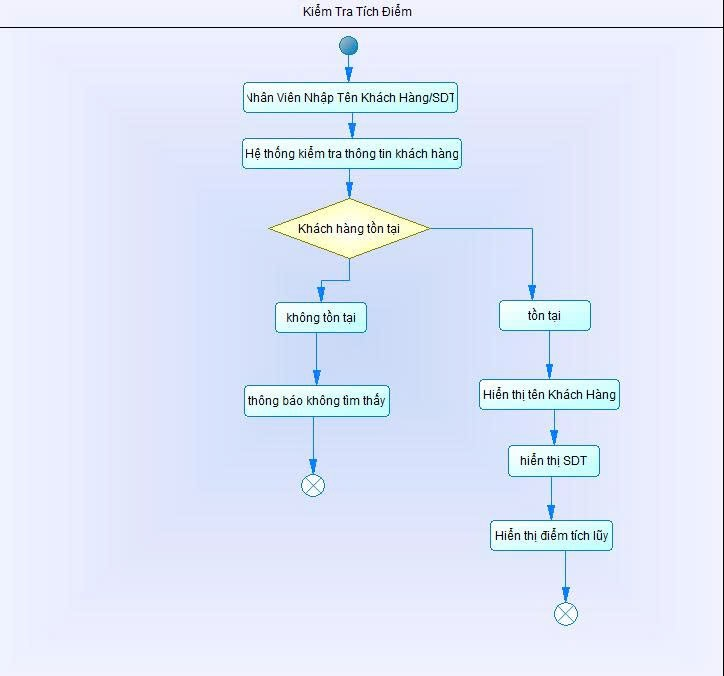 Kiểm Tra Tích Điểm
Nhân Viên Nhập Tên Khách Hàng/SDT
Hệ thống kiểm tra thông tin khách hàng
Khách hàng tồn tại
không tồn tại
tồn tại
thông báo không tìm thấy
Hiển thị tên Khách Hàng
hiển thị SDT
Hiển thị điểm tích lũy